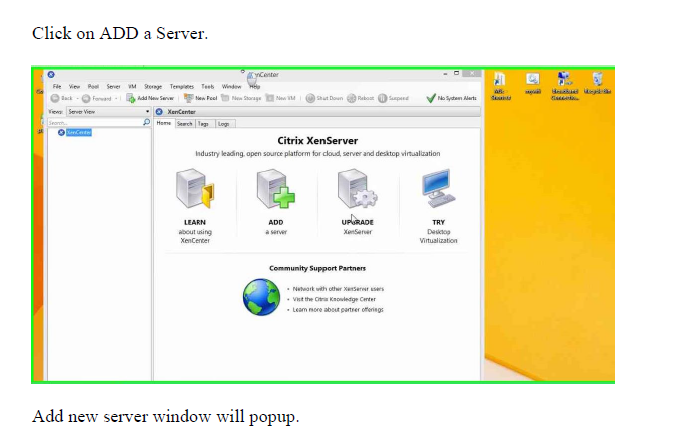 Click on ADD a Server.
XenCenter
File View Pool Server VM Storage Templates Tools Window Help
Back Forward Add New Server New Pool New Storage New VM Shut Down Reboot Suspend No System Alerts
Views: Server View XenCenter
Search... Home Search Tags Logs
XenCenter
Citrix XenServer
Industry leading, open source platform for cloud, server and desktop virtualization
LEARN ADD UPGRADE TRY
about using a server XenServer Desktop
XenCenter Virtualization
Community Support Partners
Network with other XenServer users
Visit the Citrix Knowledge Center
Learn more about partner offerings
Add new server window will popup.